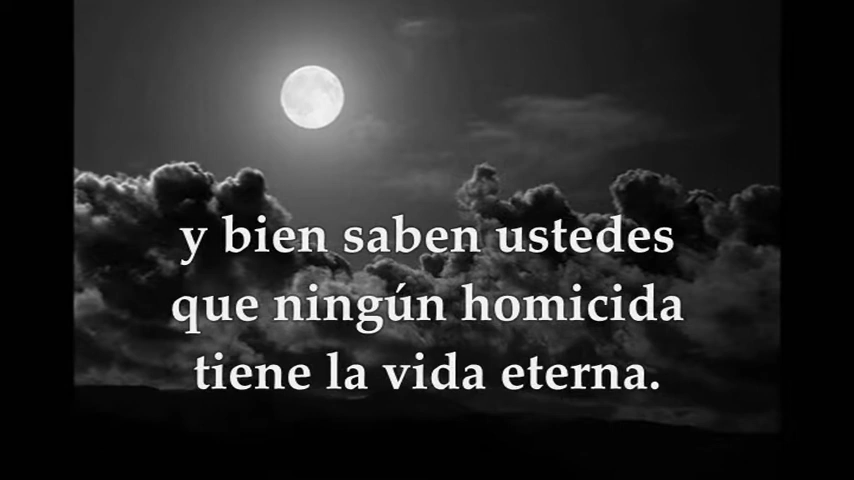 y bien saben ustedes
que ningún homicida
tiene la vida eterna.